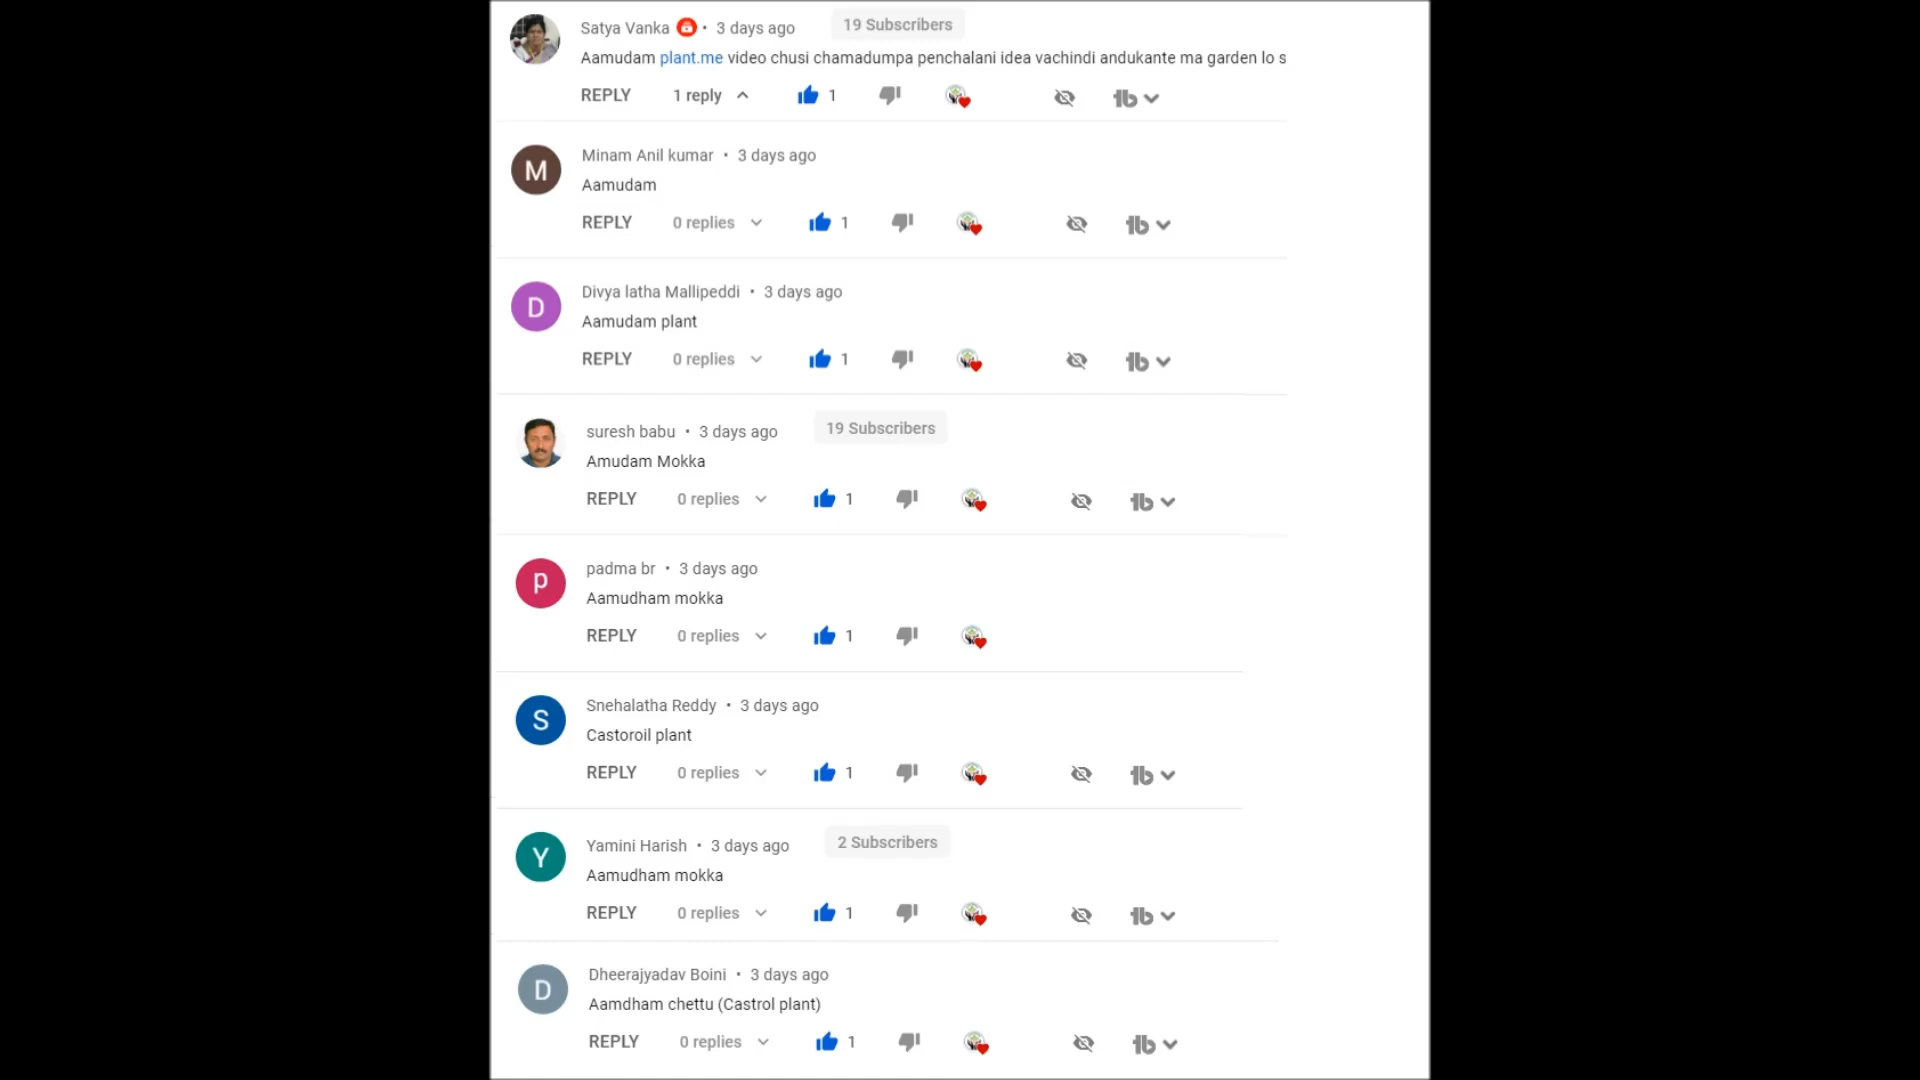 Satya Vanka • 3 days ago 19 Subscribers
Aamudam plant.me video chusi chamadumpa penchalani idea vachindi andukante ma garden lo s
REPLY 1 reply 1
M
Minam Anil kumar • 3 days ago
Aamudam
REPLY 0 replies 1
D
Divya latha Mallipeddi • 3 days ago
Aamudam plant
REPLY 0 replies 1
suresh babu • 3 days ago 19 Subscribers
Amudam Mokka
REPLY 0 replies 1
p
padma br • 3 days ago
Aamudham mokka
REPLY 0 replies 1
S
Snehalatha Reddy • 3 days ago
Castoroil plant
REPLY 0 replies 1
Y
Yamini Harish • 3 days ago 2 Subscribers
Aamudham mokka
REPLY 0 replies 1
D
Dheerajyadav Boini • 3 days ago
Aamdham chettu (Castrol plant)
REPLY 0 replies 1